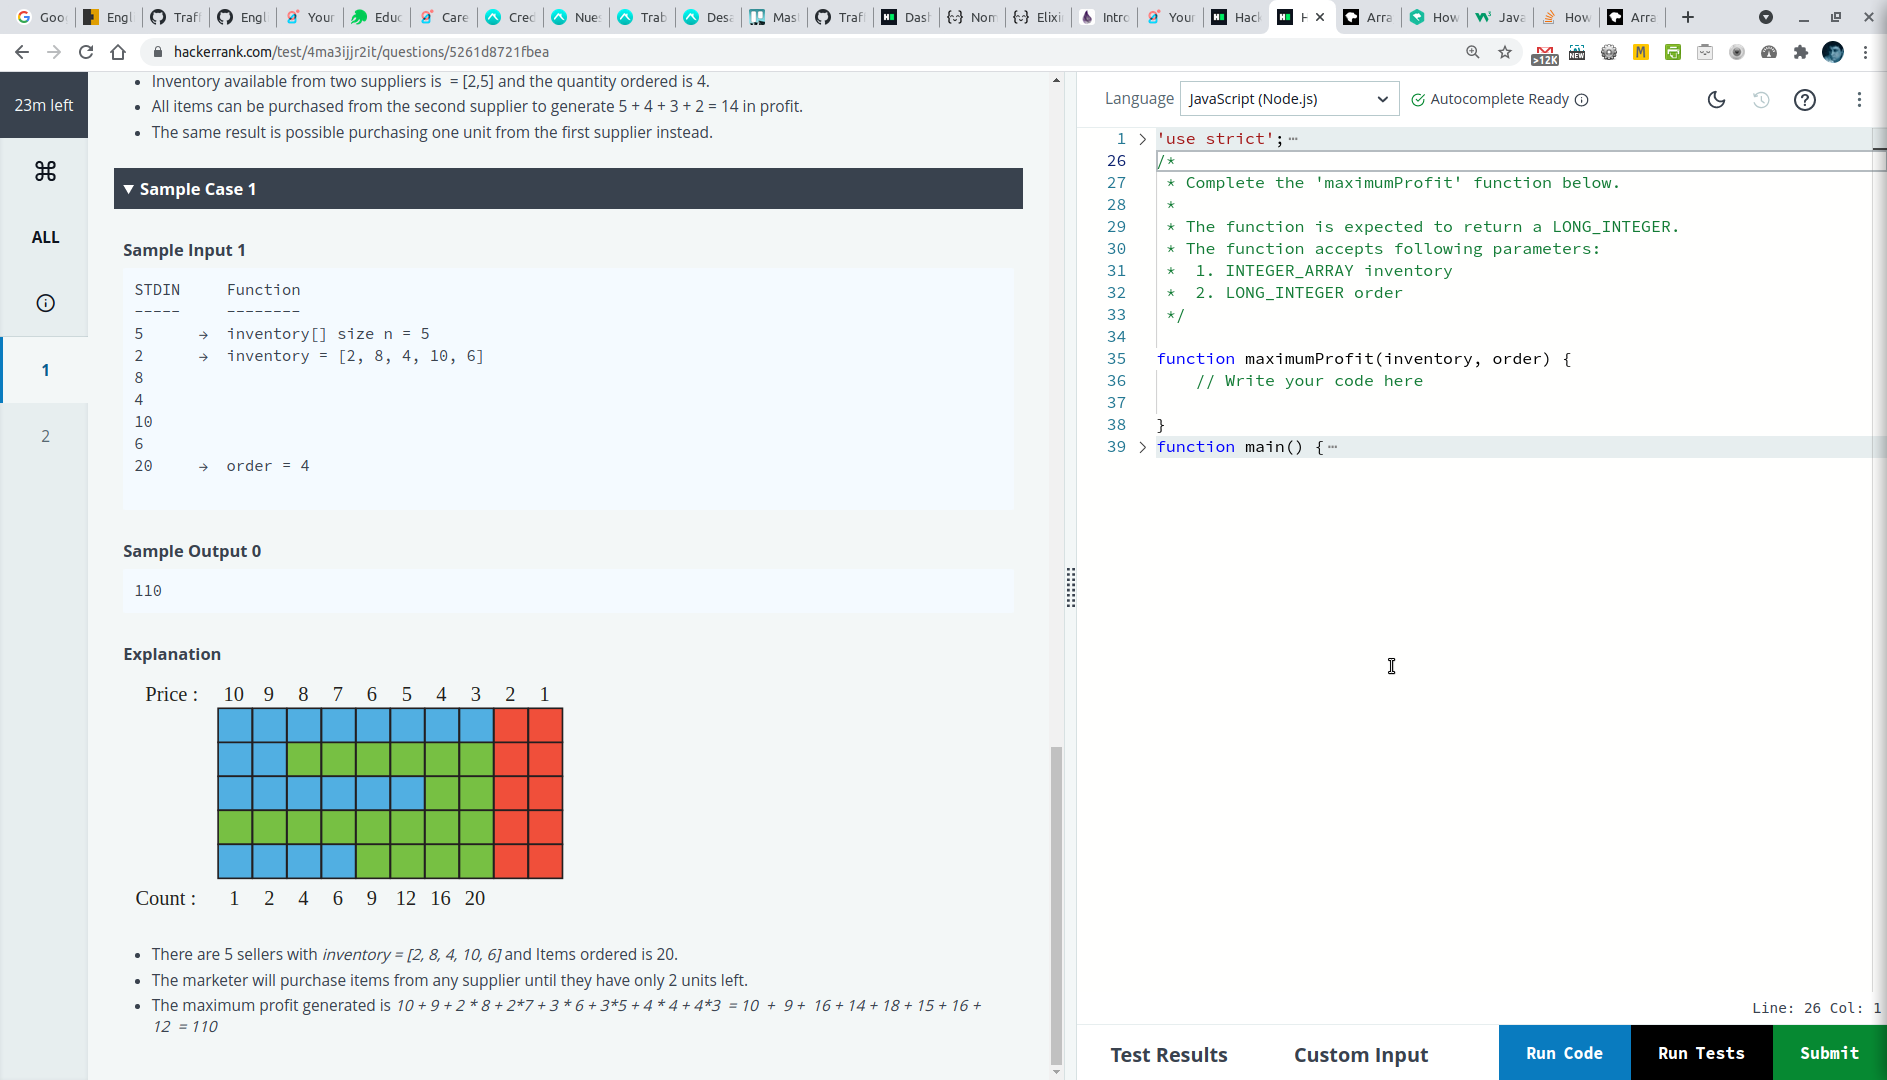 Goo
Engl
Traff
Engl
Your
Educ
Care
Cred
Nues
Trab
Desa
Mast
Traff
Dash
Nom
Elixi
Intro
Your
Hack
H
Arra
How
Java
How
Arra
hackerrank.com/test/4ma3ijjr2it/questions/5261d8721fbea
>12K
NEW
M
23m left
ALL
1
2
Inventory available from two suppliers is = [2,5] and the quantity ordered is 4.
All items can be purchased from the second supplier to generate 5 + 4 + 3 + 2 = 14 in profit.
The same result is possible purchasing one unit from the first supplier instead.
▼ Sample Case 1
Sample Input 1
STDIN Function
----- --------
5 → inventory[] size n = 5
2 → inventory = [2, 8, 4, 10, 6]
8
4
10
6
20 → order = 4
Sample Output 0
110
Explanation
Price : 10 9 8 7 6 5 4 3 2 1
Count : 1 2 4 6 9 12 16 20
There are 5 sellers with inventory = [2, 8, 4, 10, 6] and Items ordered is 20.
The marketer will purchase items from any supplier until they have only 2 units left.
The maximum profit generated is 10 + 9 + 2 * 8 + 2*7 + 3 * 6 + 3*5 + 4 * 4 + 4*3 = 10 + 9 + 16 + 14 + 18 + 15 + 16 +
12 = 110
Language JavaScript (Node.js) Autocomplete Ready
1 'use strict';
26 /*
27 * Complete the 'maximumProfit' function below.
28 *
29 * The function is expected to return a LONG_INTEGER.
30 * The function accepts following parameters:
31 * 1. INTEGER_ARRAY inventory
32 * 2. LONG_INTEGER order
33 */
34
35 function maximumProfit(inventory, order) {
36 // Write your code here
37
38 }
39 function main() {
Line: 26 Col: 1
Test Results Custom Input Run Code Run Tests Submit